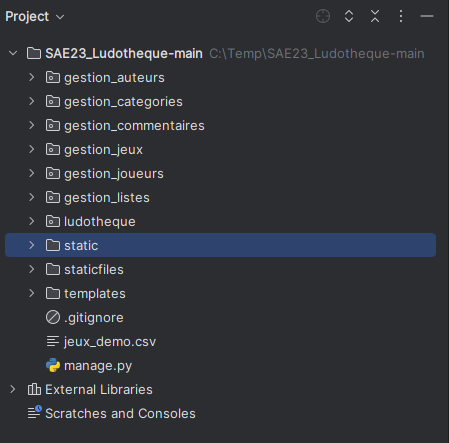 Project
SAE23_Ludotheque-main C:\Temp\SAE23_Ludotheque-main
gestion_auteurs
gestion_categories
gestion_commentaires
gestion_jeux
gestion_joueurs
gestion_listes
ludotheque
static
staticfiles
templates
.gitignore
jeux_demo.csv
manage.py
External Libraries
Scratches and Consoles